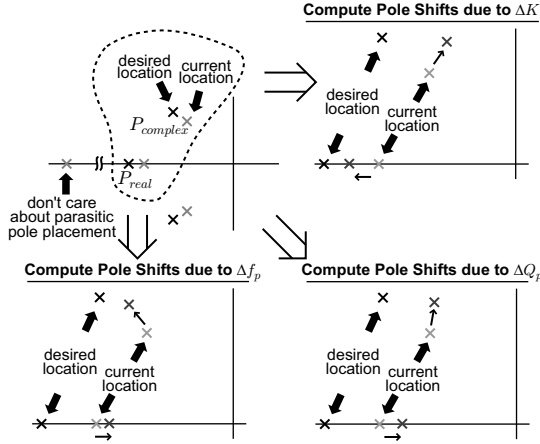 Compute Pole Shifts due to ΔK
desired
location
current
location
P_complex
P_real
don't care
about parasitic
pole placement
desired
location
current
location
Compute Pole Shifts due to Δf_p
desired
location
current
location
Compute Pole Shifts due to ΔQ_p
desired
location
current
location